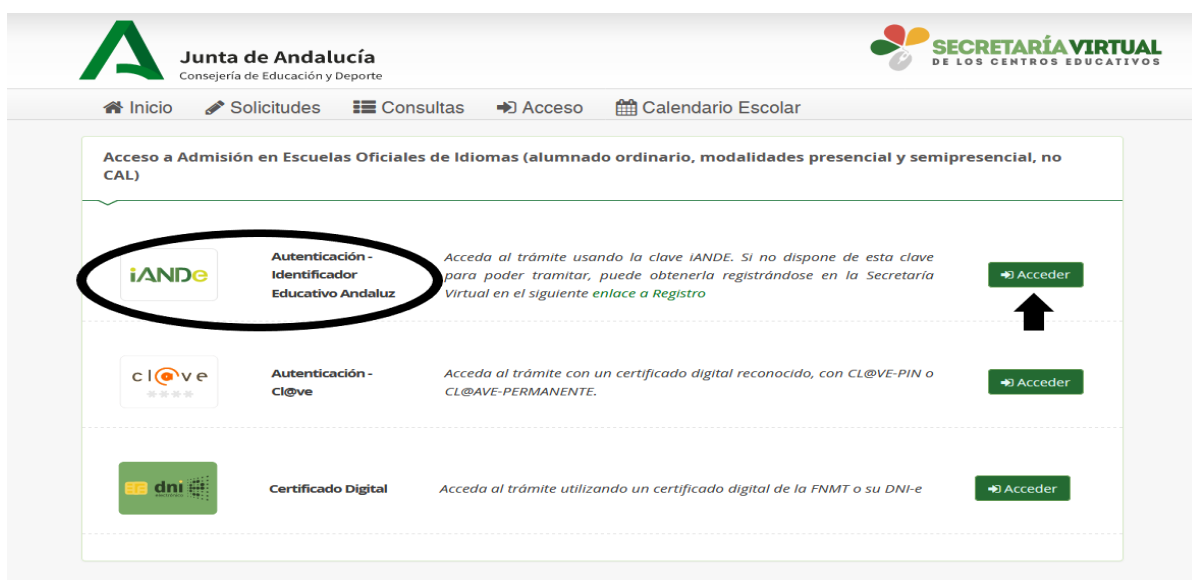 Junta de Andalucía
Consejería de Educación y Deporte
SECRETARÍA VIRTUAL
DE LOS CENTROS EDUCATIVOS
Inicio Solicitudes Consultas Acceso Calendario Escolar
Acceso a Admisión en Escuelas Oficiales de Idiomas (alumnado ordinario, modalidades presencial y semipresencial, no
CAL)
iANDe
Autenticación -
Identificador
Educativo Andaluz
Acceda al trámite usando la clave iANDE. Si no dispone de esta clave
para poder tramitar, puede obtenerla registrándose en la Secretaría
Virtual en el siguiente enlace a Registro
Acceder
cl@ve
****
Autenticación -
Cl@ve
Acceda al trámite con un certificado digital reconocido, con CL@VE-PIN o
CL@AVE-PERMANENTE.
Acceder
dni
Certificado Digital
Acceda al trámite utilizando un certificado digital de la FNMT o su DNI-e
Acceder